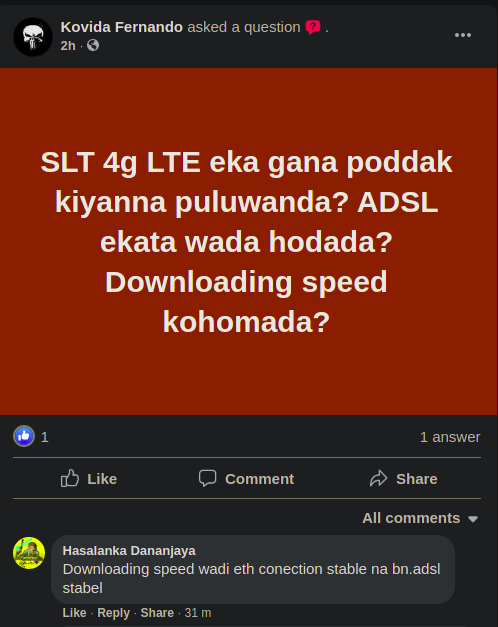 Kovida Fernando asked a question ? .
2h ·
SLT 4g LTE eka gana poddak
kiyanna puluwanda? ADSL
ekata wada hodada?
Downloading speed
kohomada?
1
1 answer
Like
Comment
Share
All comments
Hasalanka Dananjaya
Downloading speed wadi eth conection stable na bn.adsl
stabel
Like · Reply · Share · 31 m